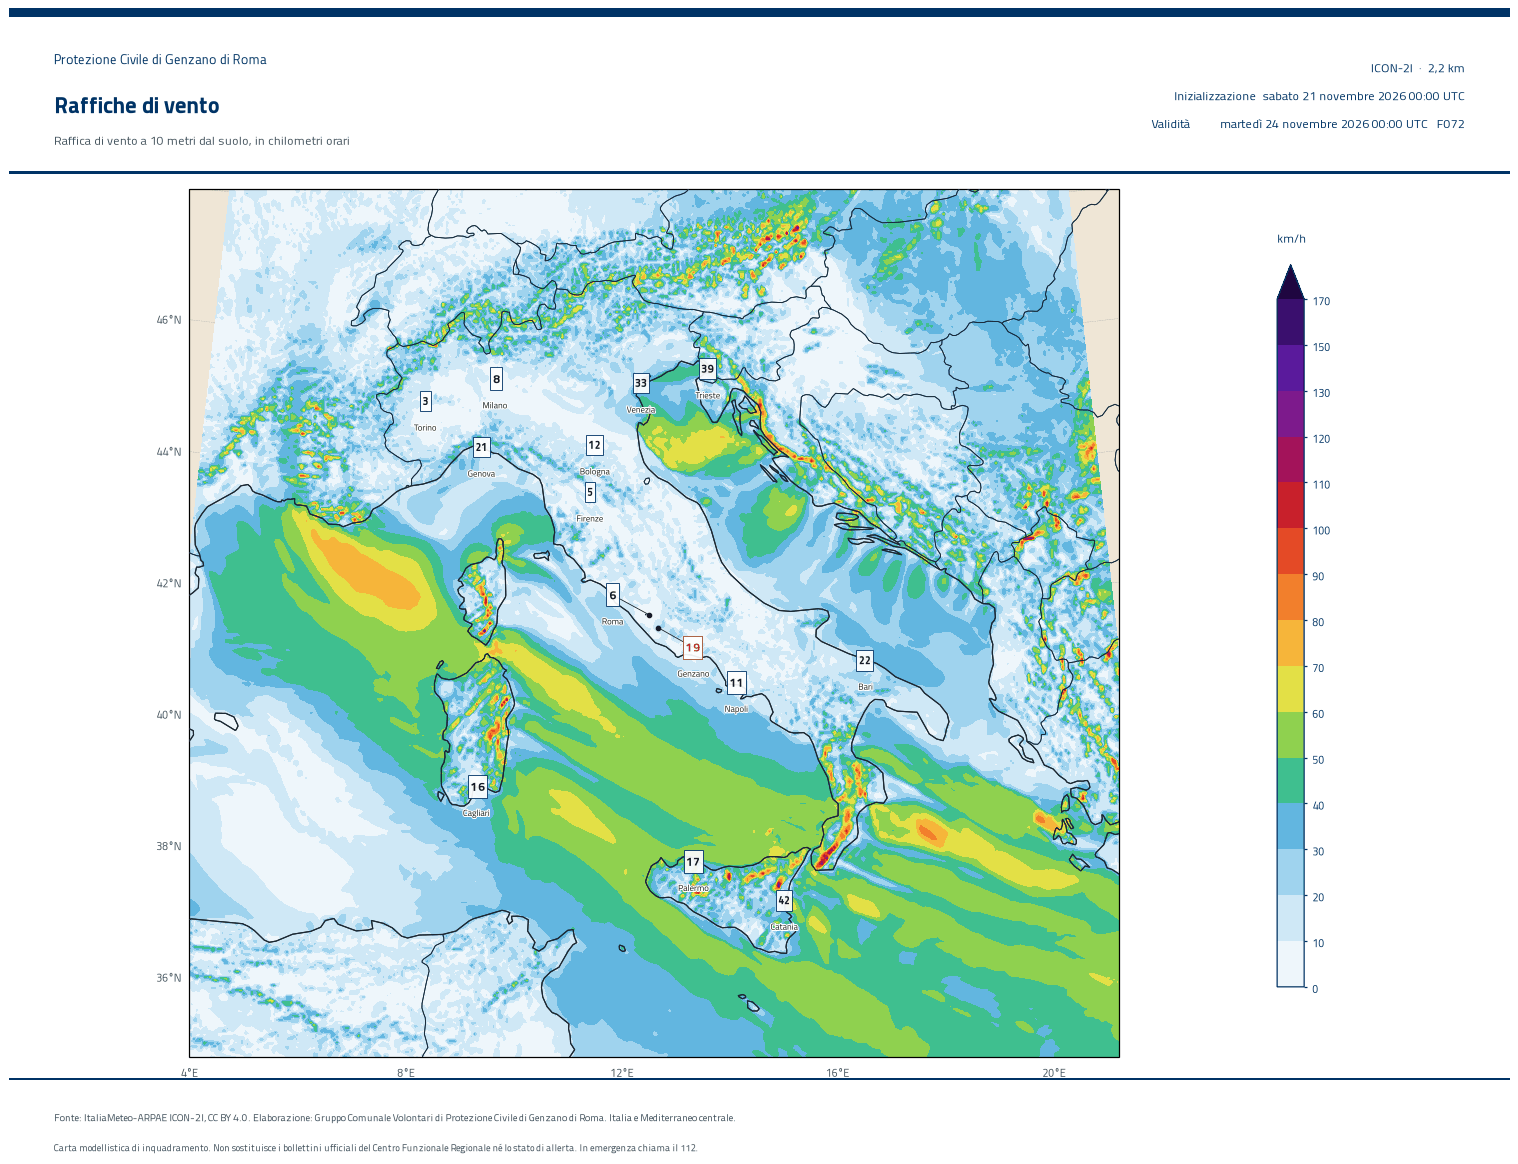 Protezione Civile di Genzano di Roma
Raffiche di vento
Raffica di vento a 10 metri dal suolo, in chilometri orari
ICON-2I · 2,2 km
Inizializzazione sabato 21 novembre 2026 00:00 UTC
Validità martedì 24 novembre 2026 00:00 UTC F072
km/h
170
150
130
120
110
100
90
80
70
60
50
40
30
20
10
0
46°N
44°N
42°N
40°N
38°N
36°N
4°E
8°E
12°E
16°E
20°E
39
Trieste
33
Venezia
8
Milano
3
Torino
21
Genova
12
Bologna
5
Firenze
6
Roma
19
Genzano
11
Napoli
22
Bari
16
Cagliari
17
Palermo
42
Catania
Fonte: ItaliaMeteo-ARPAE ICON-2I, CC BY 4.0. Elaborazione: Gruppo Comunale Volontari di Protezione Civile di Genzano di Roma. Italia e Mediterraneo centrale.
Carta modellistica di inquadramento. Non sostituisce i bollettini ufficiali del Centro Funzionale Regionale né lo stato di allerta. In emergenza chiama il 112.